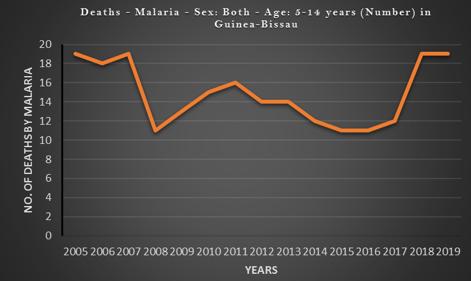 Deaths - Malaria - Sex: Both - Age: 5-14 years (Number) in
Guinea-Bissau
20
18
16
14
12
10
8
6
4
2
0
NO. OF DEATHS BY MALARIA
2005 2006 2007 2008 2009 2010 2011 2012 2013 2014 2015 2016 2017 2018 2019
YEARS